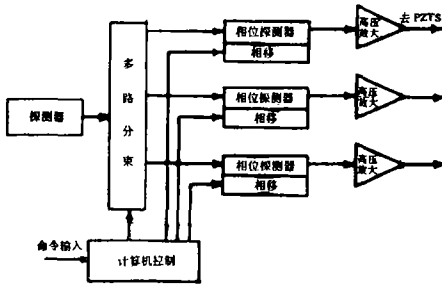 去 PZTS
高压
放大
相位探测器
相移
多
路
分
束
高压
放大
相位探测器
相移
探测器
高压
放大
相位探测器
相移
命令输入
计算机控制